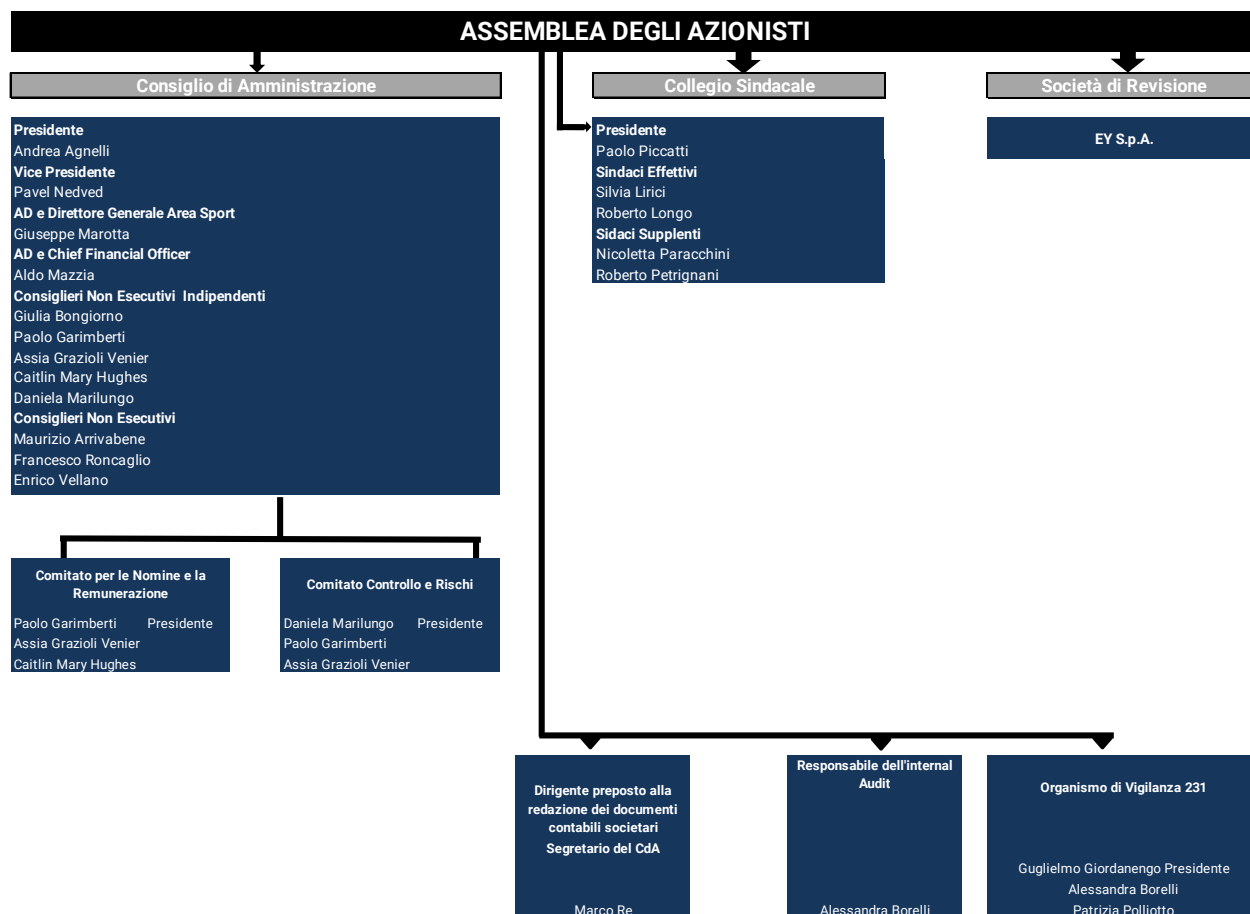 ASSEMBLEA DEGLI AZIONISTI
Consiglio di Amministrazione
Presidente
Andrea Agnelli
Vice Presidente
Pavel Nedved
AD e Direttore Generale Area Sport
Giuseppe Marotta
AD e Chief Financial Officer
Aldo Mazzia
Consiglieri Non Esecutivi Indipendenti
Giulia Bongiorno
Paolo Garimberti
Assia Grazioli Venier
Caitlin Mary Hughes
Daniela Marilungo
Consiglieri Non Esecutivi
Maurizio Arrivabene
Francesco Roncaglio
Enrico Vellano
Collegio Sindacale
Presidente
Paolo Piccatti
Sindaci Effettivi
Silvia Lirici
Roberto Longo
Sidaci Supplenti
Nicoletta Paracchini
Roberto Petrignani
Società di Revisione
EY S.p.A.
Comitato per le Nomine e la
Remunerazione
Paolo Garimberti Presidente
Assia Grazioli Venier
Caitlin Mary Hughes
Comitato Controllo e Rischi
Daniela Marilungo Presidente
Paolo Garimberti
Assia Grazioli Venier
Dirigente preposto alla
redazione dei documenti
contabili societari
Segretario del CdA
Marco Re
Responsabile dell'internal
Audit
Alessandra Borelli
Organismo di Vigilanza 231
Guglielmo Giordanengo Presidente
Alessandra Borelli
Patrizia Polliotto